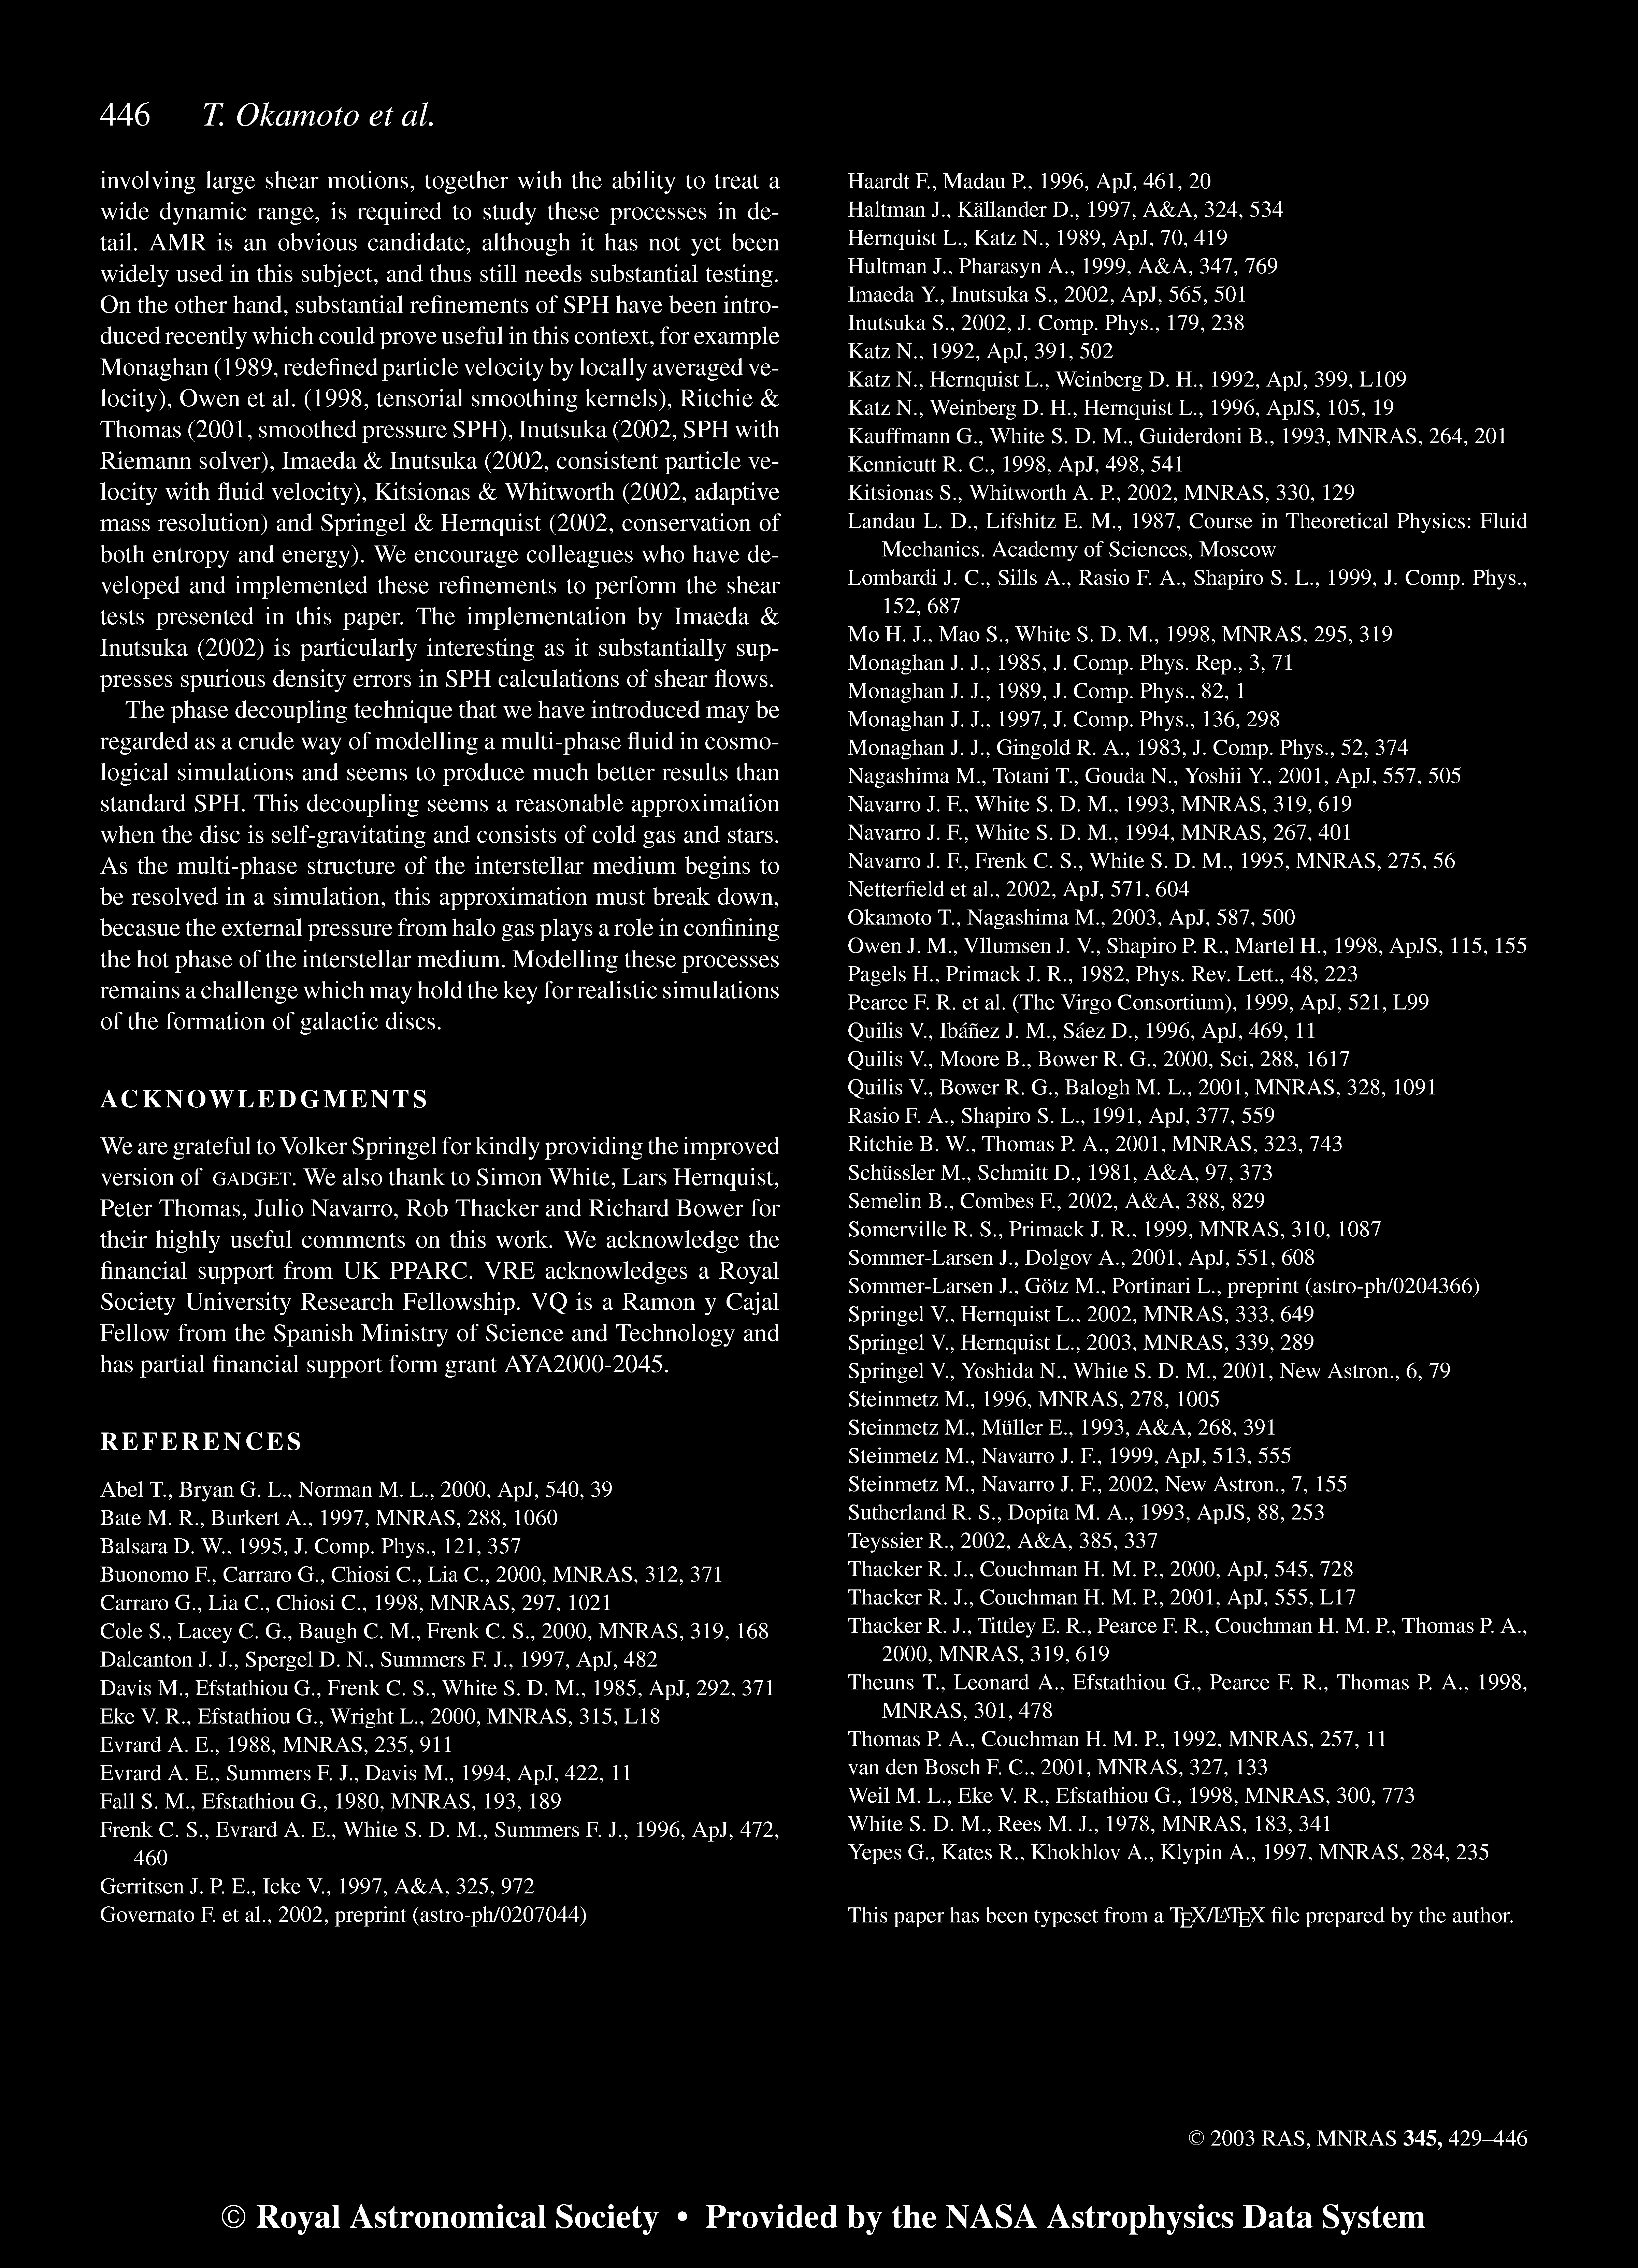 446 T. Okamoto et al.
involving large shear motions, together with the ability to treat a
wide dynamic range, is required to study these processes in de-
tail. AMR is an obvious candidate, although it has not yet been
widely used in this subject, and thus still needs substantial testing.
On the other hand, substantial refinements of SPH have been intro-
duced recently which could prove useful in this context, for example
Monaghan (1989, redefined particle velocity by locally averaged ve-
locity), Owen et al. (1998, tensorial smoothing kernels), Ritchie &
Thomas (2001, smoothed pressure SPH), Inutsuka (2002, SPH with
Riemann solver), Imaeda & Inutsuka (2002, consistent particle ve-
locity with fluid velocity), Kitsionas & Whitworth (2002, adaptive
mass resolution) and Springel & Hernquist (2002, conservation of
both entropy and energy). We encourage colleagues who have de-
veloped and implemented these refinements to perform the shear
tests presented in this paper. The implementation by Imaeda &
Inutsuka (2002) is particularly interesting as it substantially sup-
presses spurious density errors in SPH calculations of shear flows.
The phase decoupling technique that we have introduced may be
regarded as a crude way of modelling a multi-phase fluid in cosmo-
logical simulations and seems to produce much better results than
standard SPH. This decoupling seems a reasonable approximation
when the disc is self-gravitating and consists of cold gas and stars.
As the multi-phase structure of the interstellar medium begins to
be resolved in a simulation, this approximation must break down,
becasue the external pressure from halo gas plays a role in confining
the hot phase of the interstellar medium. Modelling these processes
remains a challenge which may hold the key for realistic simulations
of the formation of galactic discs.
ACKNOWLEDGMENTS
We are grateful to Volker Springel for kindly providing the improved
version of GADGET. We also thank to Simon White, Lars Hernquist,
Peter Thomas, Julio Navarro, Rob Thacker and Richard Bower for
their highly useful comments on this work. We acknowledge the
financial support from UK PPARC. VRE acknowledges a Royal
Society University Research Fellowship. VQ is a Ramon y Cajal
Fellow from the Spanish Ministry of Science and Technology and
has partial financial support form grant AYA2000-2045.
REFERENCES
Abel T., Bryan G. L., Norman M. L., 2000, ApJ, 540, 39
Bate M. R., Burkert A., 1997, MNRAS, 288, 1060
Balsara D. W., 1995, J. Comp. Phys., 121, 357
Buonomo F., Carraro G., Chiosi C., Lia C., 2000, MNRAS, 312, 371
Carraro G., Lia C., Chiosi C., 1998, MNRAS, 297, 1021
Cole S., Lacey C. G., Baugh C. M., Frenk C. S., 2000, MNRAS, 319, 168
Dalcanton J. J., Spergel D. N., Summers F. J., 1997, ApJ, 482
Davis M., Efstathiou G., Frenk C. S., White S. D. M., 1985, ApJ, 292, 371
Eke V. R., Efstathiou G., Wright L., 2000, MNRAS, 315, L18
Evrard A. E., 1988, MNRAS, 235, 911
Evrard A. E., Summers F. J., Davis M., 1994, ApJ, 422, 11
Fall S. M., Efstathiou G., 1980, MNRAS, 193, 189
Frenk C. S., Evrard A. E., White S. D. M., Summers F. J., 1996, ApJ, 472,
460
Gerritsen J. P. E., Icke V., 1997, A&A, 325, 972
Governato F. et al., 2002, preprint (astro-ph/0207044)
Haardt F., Madau P., 1996, ApJ, 461, 20
Haltman J., Källander D., 1997, A&A, 324, 534
Hernquist L., Katz N., 1989, ApJ, 70, 419
Hultman J., Pharasyn A., 1999, A&A, 347, 769
Imaeda Y., Inutsuka S., 2002, ApJ, 565, 501
Inutsuka S., 2002, J. Comp. Phys., 179, 238
Katz N., 1992, ApJ, 391, 502
Katz N., Hernquist L., Weinberg D. H., 1992, ApJ, 399, L109
Katz N., Weinberg D. H., Hernquist L., 1996, ApJS, 105, 19
Kauffmann G., White S. D. M., Guiderdoni B., 1993, MNRAS, 264, 201
Kennicutt R. C., 1998, ApJ, 498, 541
Kitsionas S., Whitworth A. P., 2002, MNRAS, 330, 129
Landau L. D., Lifshitz E. M., 1987, Course in Theoretical Physics: Fluid
Mechanics. Academy of Sciences, Moscow
Lombardi J. C., Sills A., Rasio F. A., Shapiro S. L., 1999, J. Comp. Phys.,
152, 687
Mo H. J., Mao S., White S. D. M., 1998, MNRAS, 295, 319
Monaghan J. J., 1985, J. Comp. Phys. Rep., 3, 71
Monaghan J. J., 1989, J. Comp. Phys., 82, 1
Monaghan J. J., 1997, J. Comp. Phys., 136, 298
Monaghan J. J., Gingold R. A., 1983, J. Comp. Phys., 52, 374
Nagashima M., Totani T., Gouda N., Yoshii Y., 2001, ApJ, 557, 505
Navarro J. F., White S. D. M., 1993, MNRAS, 319, 619
Navarro J. F., White S. D. M., 1994, MNRAS, 267, 401
Navarro J. F., Frenk C. S., White S. D. M., 1995, MNRAS, 275, 56
Netterfield et al., 2002, ApJ, 571, 604
Okamoto T., Nagashima M., 2003, ApJ, 587, 500
Owen J. M., Vllumsen J. V., Shapiro P. R., Martel H., 1998, ApJS, 115, 155
Pagels H., Primack J. R., 1982, Phys. Rev. Lett., 48, 223
Pearce F. R. et al. (The Virgo Consortium), 1999, ApJ, 521, L99
Quilis V., Ibáñez J. M., Sáez D., 1996, ApJ, 469, 11
Quilis V., Moore B., Bower R. G., 2000, Sci, 288, 1617
Quilis V., Bower R. G., Balogh M. L., 2001, MNRAS, 328, 1091
Rasio F. A., Shapiro S. L., 1991, ApJ, 377, 559
Ritchie B. W., Thomas P. A., 2001, MNRAS, 323, 743
Schüssler M., Schmitt D., 1981, A&A, 97, 373
Semelin B., Combes F., 2002, A&A, 388, 829
Somerville R. S., Primack J. R., 1999, MNRAS, 310, 1087
Sommer-Larsen J., Dolgov A., 2001, ApJ, 551, 608
Sommer-Larsen J., Götz M., Portinari L., preprint (astro-ph/0204366)
Springel V., Hernquist L., 2002, MNRAS, 333, 649
Springel V., Hernquist L., 2003, MNRAS, 339, 289
Springel V., Yoshida N., White S. D. M., 2001, New Astron., 6, 79
Steinmetz M., 1996, MNRAS, 278, 1005
Steinmetz M., Müller E., 1993, A&A, 268, 391
Steinmetz M., Navarro J. F., 1999, ApJ, 513, 555
Steinmetz M., Navarro J. F., 2002, New Astron., 7, 155
Sutherland R. S., Dopita M. A., 1993, ApJS, 88, 253
Teyssier R., 2002, A&A, 385, 337
Thacker R. J., Couchman H. M. P., 2000, ApJ, 545, 728
Thacker R. J., Couchman H. M. P., 2001, ApJ, 555, L17
Thacker R. J., Tittley E. R., Pearce F. R., Couchman H. M. P., Thomas P. A.,
2000, MNRAS, 319, 619
Theuns T., Leonard A., Efstathiou G., Pearce F. R., Thomas P. A., 1998,
MNRAS, 301, 478
Thomas P. A., Couchman H. M. P., 1992, MNRAS, 257, 11
van den Bosch F. C., 2001, MNRAS, 327, 133
Weil M. L., Eke V. R., Efstathiou G., 1998, MNRAS, 300, 773
White S. D. M., Rees M. J., 1978, MNRAS, 183, 341
Yepes G., Kates R., Khokhlov A., Klypin A., 1997, MNRAS, 284, 235
This paper has been typeset from a TEX/LATEX file prepared by the author.
© 2003 RAS, MNRAS 345, 429–446
© Royal Astronomical Society • Provided by the NASA Astrophysics Data System